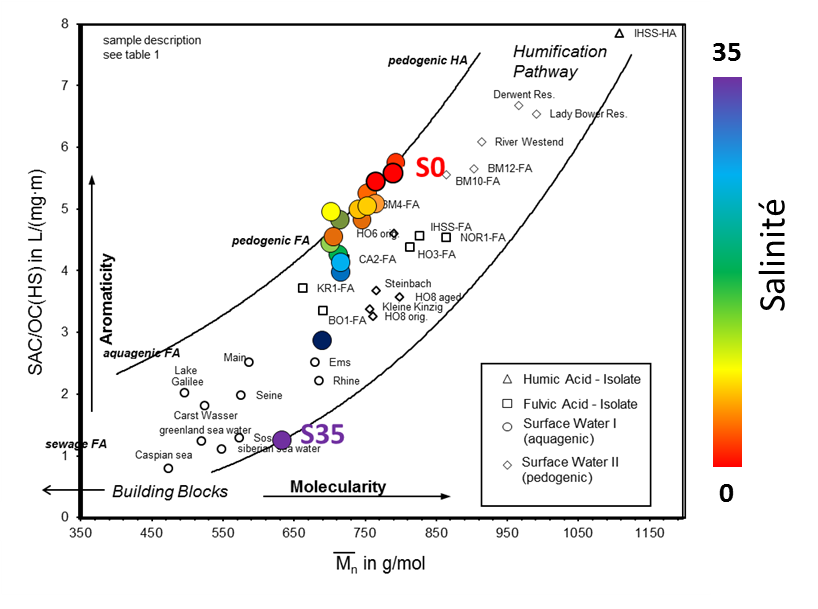 8
7
6
5
4
3
2
1
0
SAC/OC(HS) in L/(mg·m)
sample description
see table 1
pedogenic HA
Humification
Pathway
IHSS-HA
Derwent Res.
Lady Bower Res.
River Westend
BM12-FA
BM10-FA
S0
BM4-FA
IHSS-FA
NOR1-FA
HO6 orig.
HO3-FA
pedogenic FA
CA2-FA
Aromaticity
KR1-FA
Steinbach
HO8 aged
Kleine Kinzig
HO8 orig.
BO1-FA
aquagenic FA
Main
Ems
Rhine
Lake
Galilee
Seine
Carst Wasser
greenland sea water
sewage FA
Sos
S35
siberian sea water
Caspian sea
Building Blocks
Molecularity
Humic Acid - Isolate
Fulvic Acid - Isolate
Surface Water I
(aquagenic)
Surface Water II
(pedogenic)
350 450 550 650 750 850 950 1050 1150
Mn in g/mol
35
Salinité
0